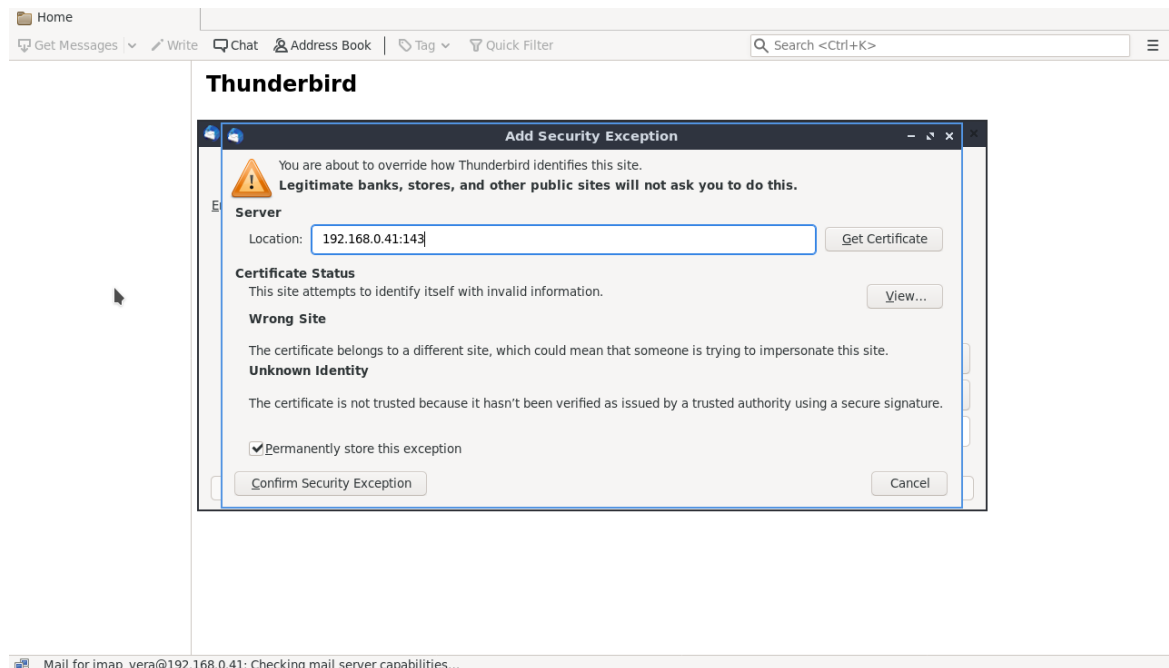 Home
Get Messages Write Chat Address Book Tag Quick Filter Search <Ctrl+K>
Thunderbird
Add Security Exception
You are about to override how Thunderbird identifies this site.
Legitimate banks, stores, and other public sites will not ask you to do this.
Server
Location: 192.168.0.41:143 Get Certificate
Certificate Status
This site attempts to identify itself with invalid information.
View...
Wrong Site
The certificate belongs to a different site, which could mean that someone is trying to impersonate this site.
Unknown Identity
The certificate is not trusted because it hasn't been verified as issued by a trusted authority using a secure signature.
Permanently store this exception
Confirm Security Exception Cancel
Mail for imap_vera@192.168.0.41: Checking mail server capabilities...